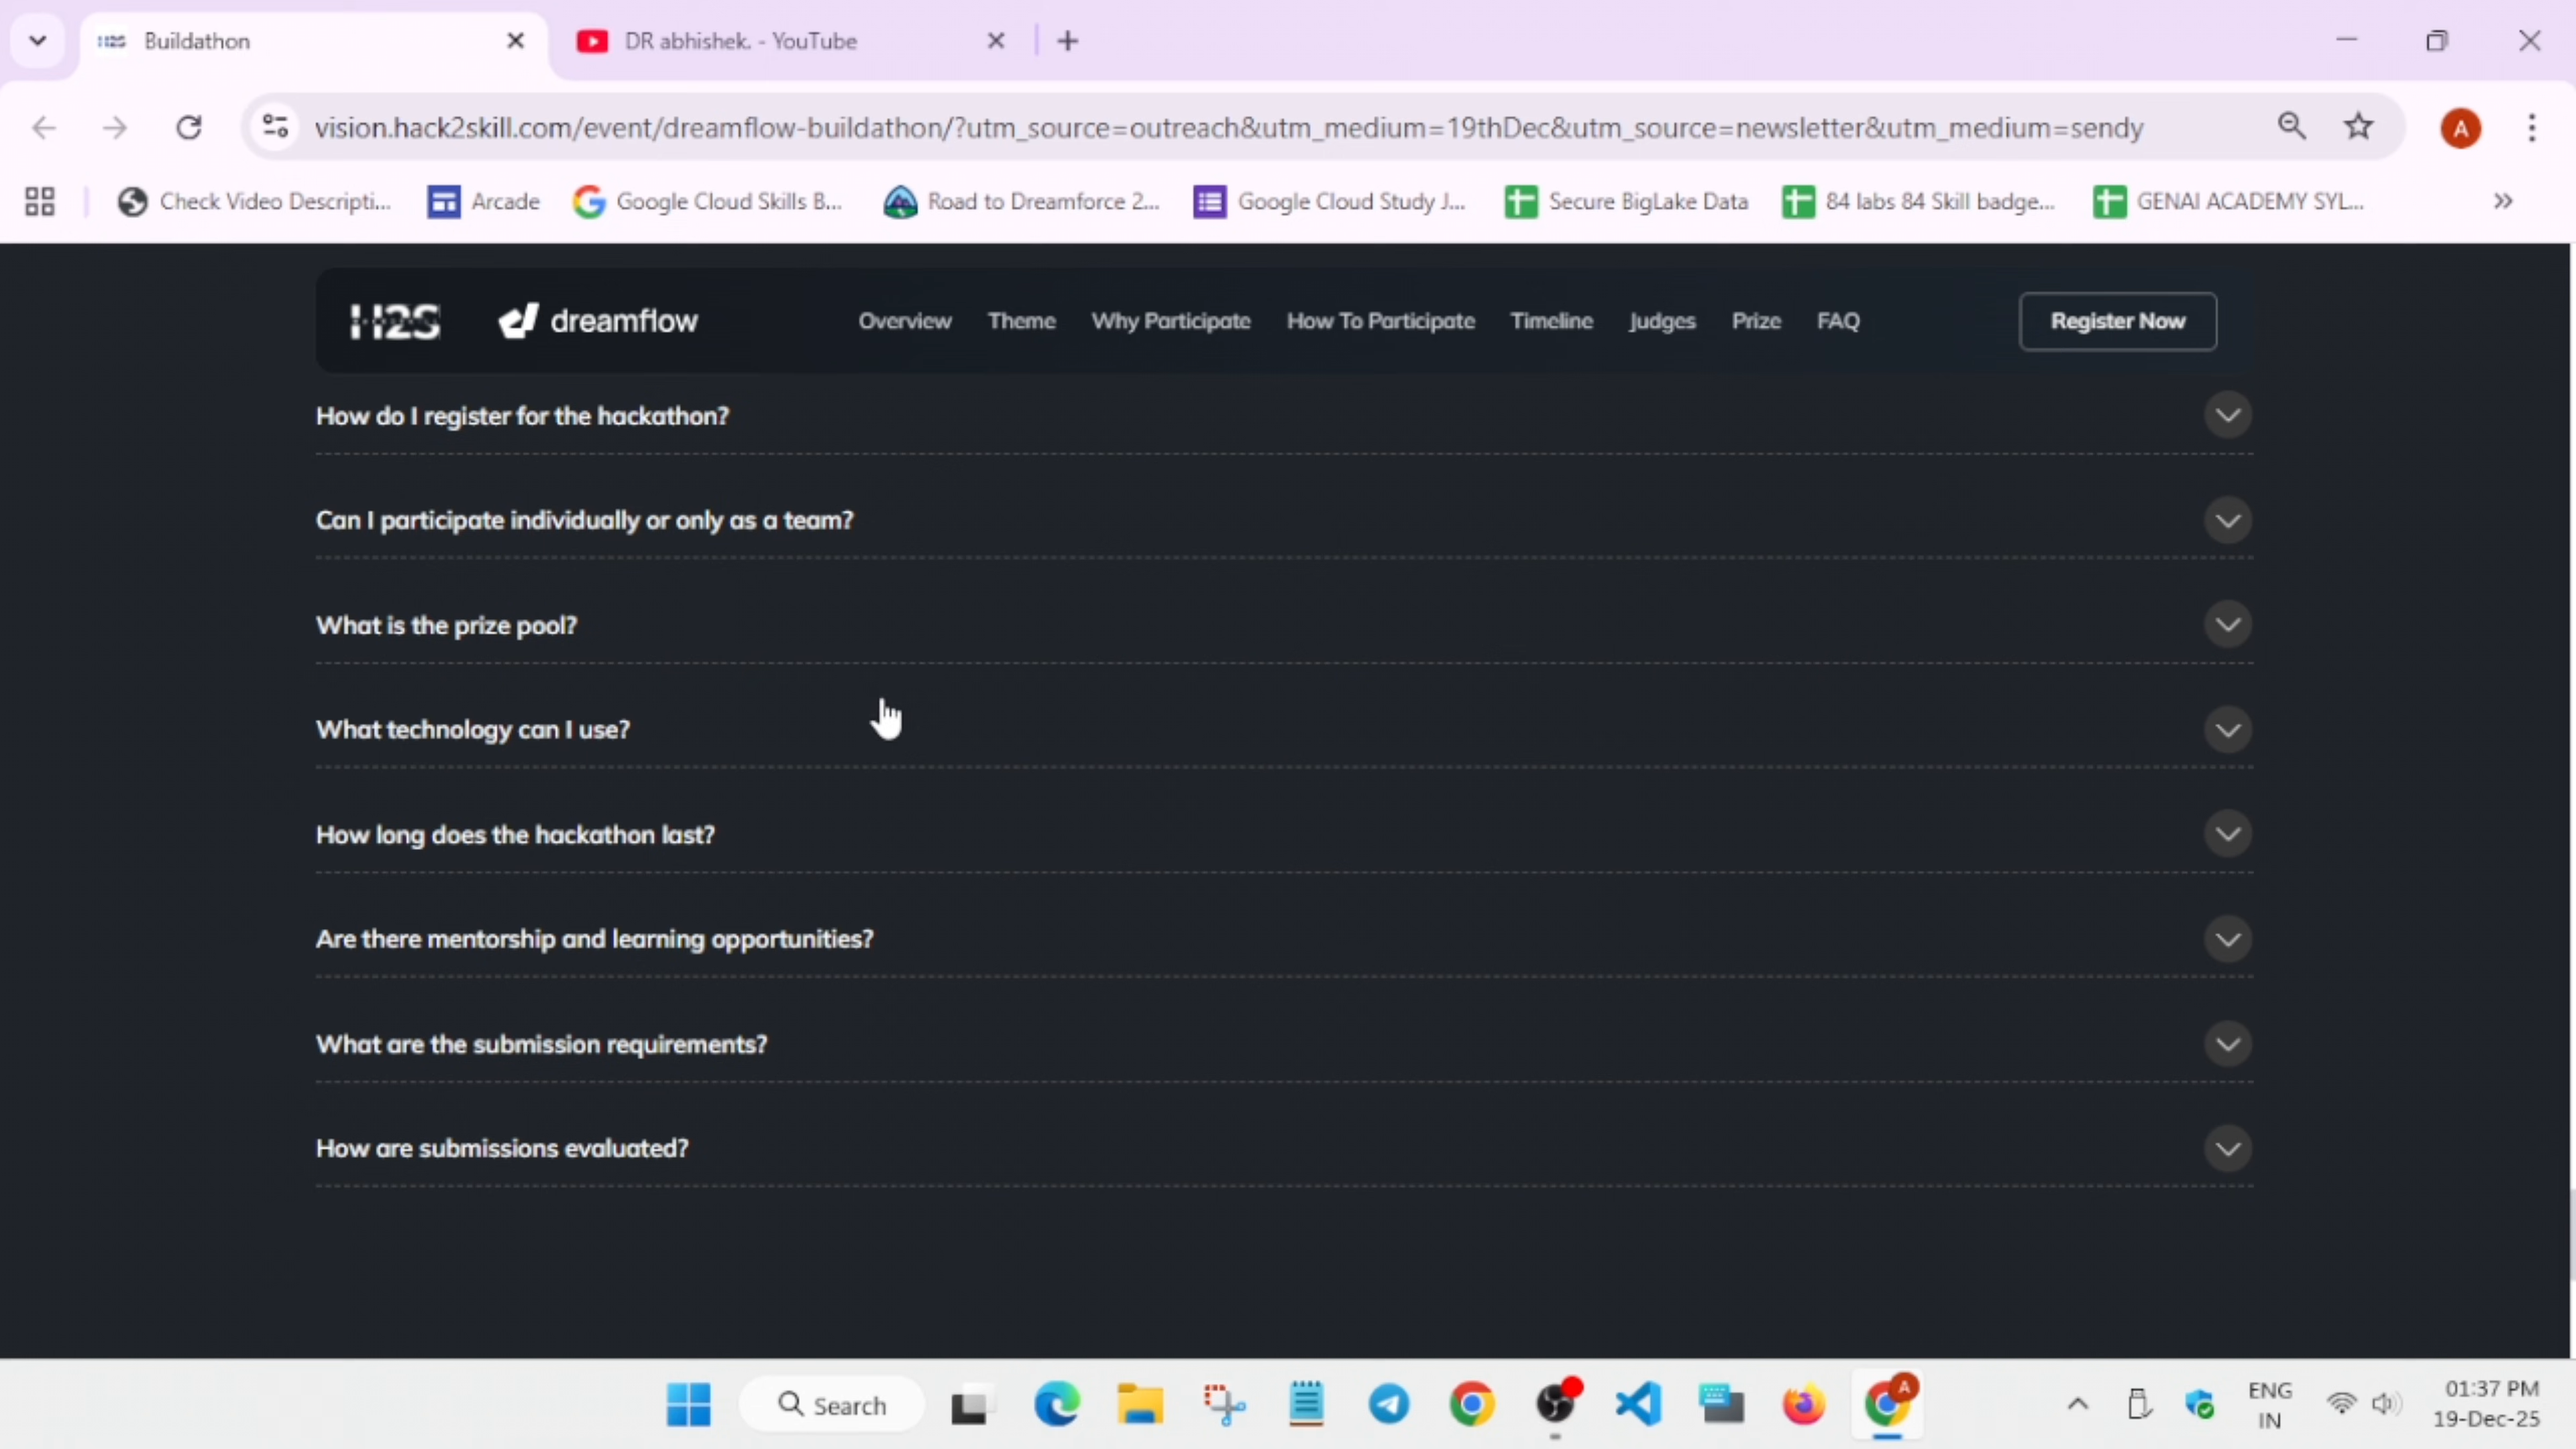 Buildathon
DR abhishek. - YouTube
vision.hack2skill.com/event/dreamflow-buildathon/?utm_source=outreach&utm_medium=19thDec&utm_source=newsletter&utm_medium=sendy
A
Check Video Descripti...
Arcade
Google Cloud Skills B...
Road to Dreamforce 2...
Google Cloud Study J...
Secure BigLake Data
84 labs 84 Skill badge...
GENAI ACADEMY SYL...
H2S
dreamflow
Overview
Theme
Why Participate
How To Participate
Timeline
Judges
Prize
FAQ
Register Now
How do I register for the hackathon?
Can I participate individually or only as a team?
What is the prize pool?
What technology can I use?
How long does the hackathon last?
Are there mentorship and learning opportunities?
What are the submission requirements?
How are submissions evaluated?
Search
A
ENG
IN
01:37 PM
19-Dec-25